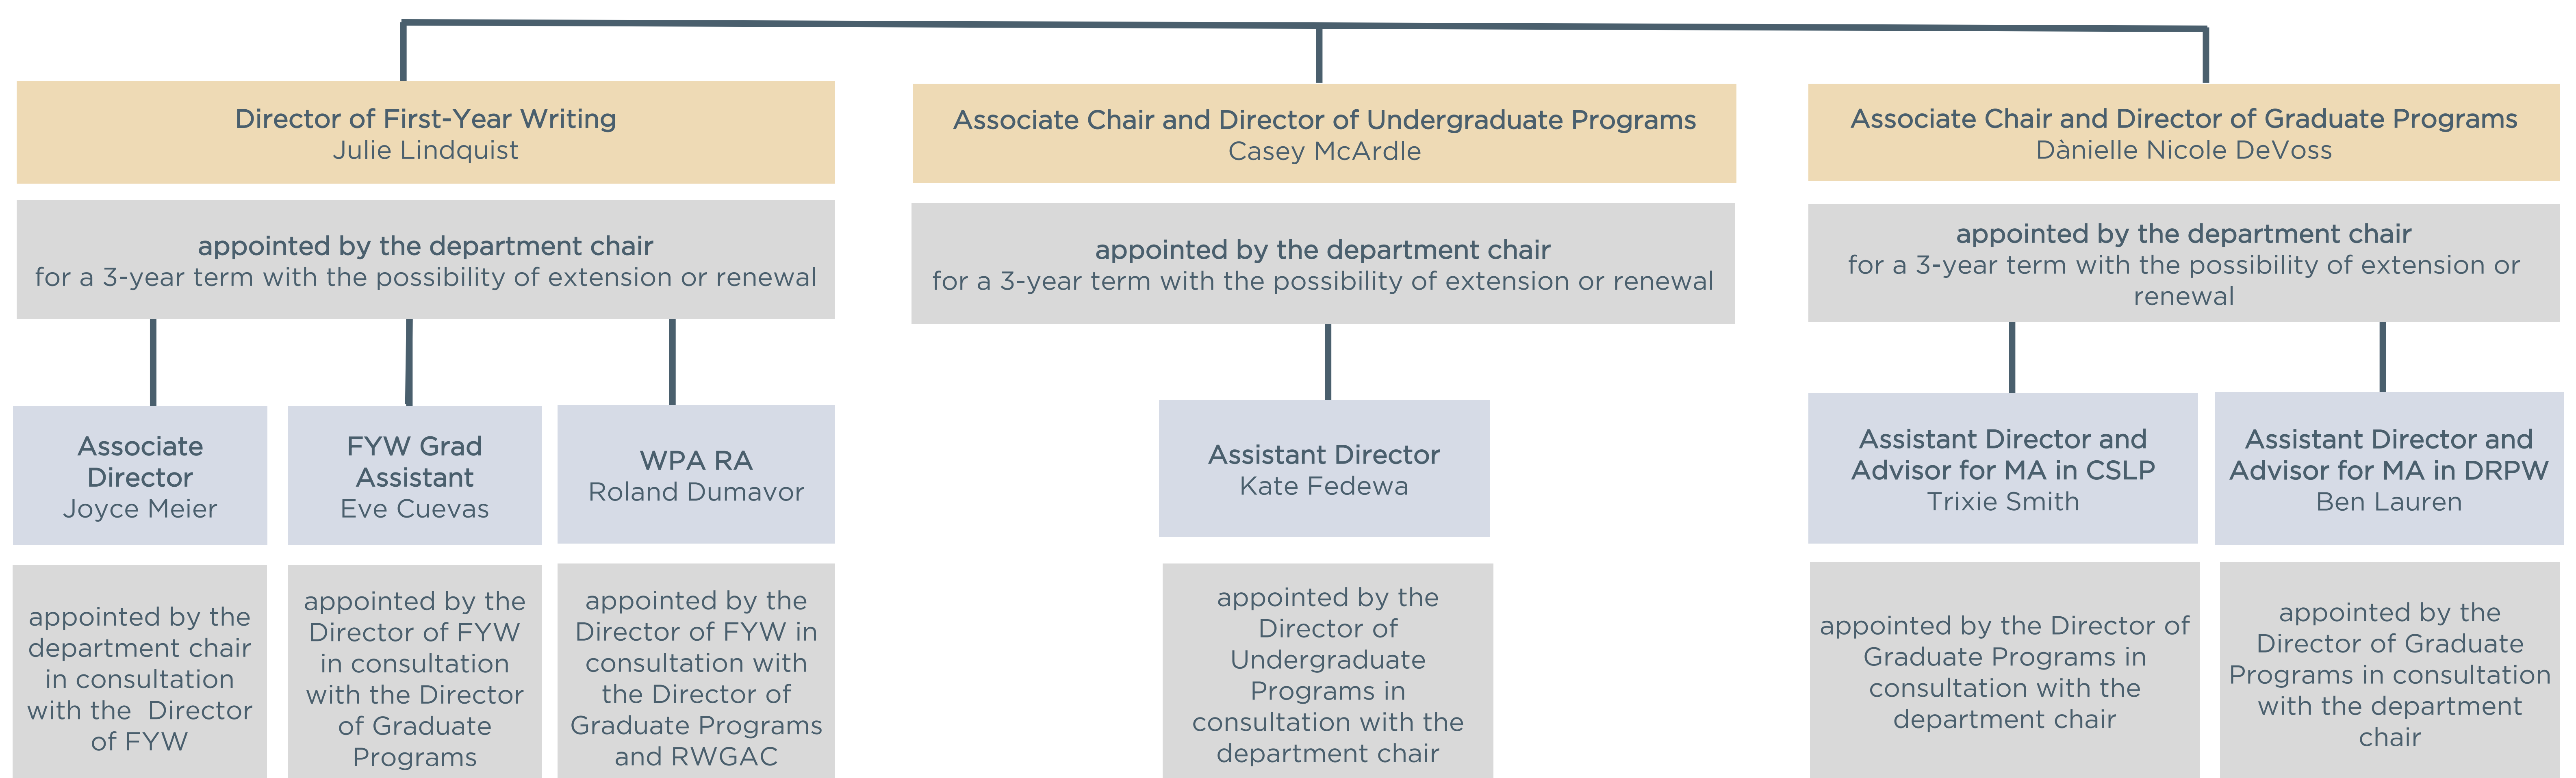 Director of First-Year Writing
Julie Lindquist
appointed by the department chair
for a 3-year term with the possibility of extension or renewal
Associate
Director
Joyce Meier
appointed by the
department chair
in consultation
with the Director
of FYW
FYW Grad
Assistant
Eve Cuevas
appointed by the
Director of FYW
in consultation
with the Director
of Graduate
Programs
WPA RA
Roland Dumavor
appointed by the
Director of FYW in
consultation with
the Director of
Graduate Programs
and RWGAC
Associate Chair and Director of Undergraduate Programs
Casey McArdle
appointed by the department chair
for a 3-year term with the possibility of extension or renewal
Assistant Director
Kate Fedewa
appointed by the
Director of
Undergraduate
Programs in
consultation with the
department chair
Associate Chair and Director of Graduate Programs
Dànielle Nicole DeVoss
appointed by the department chair
for a 3-year term with the possibility of extension or
renewal
Assistant Director and
Advisor for MA in CSLP
Trixie Smith
appointed by the Director of
Graduate Programs in
consultation with the
department chair
Assistant Director and
Advisor for MA in DRPW
Ben Lauren
appointed by the
Director of Graduate
Programs in consultation
with the department
chair